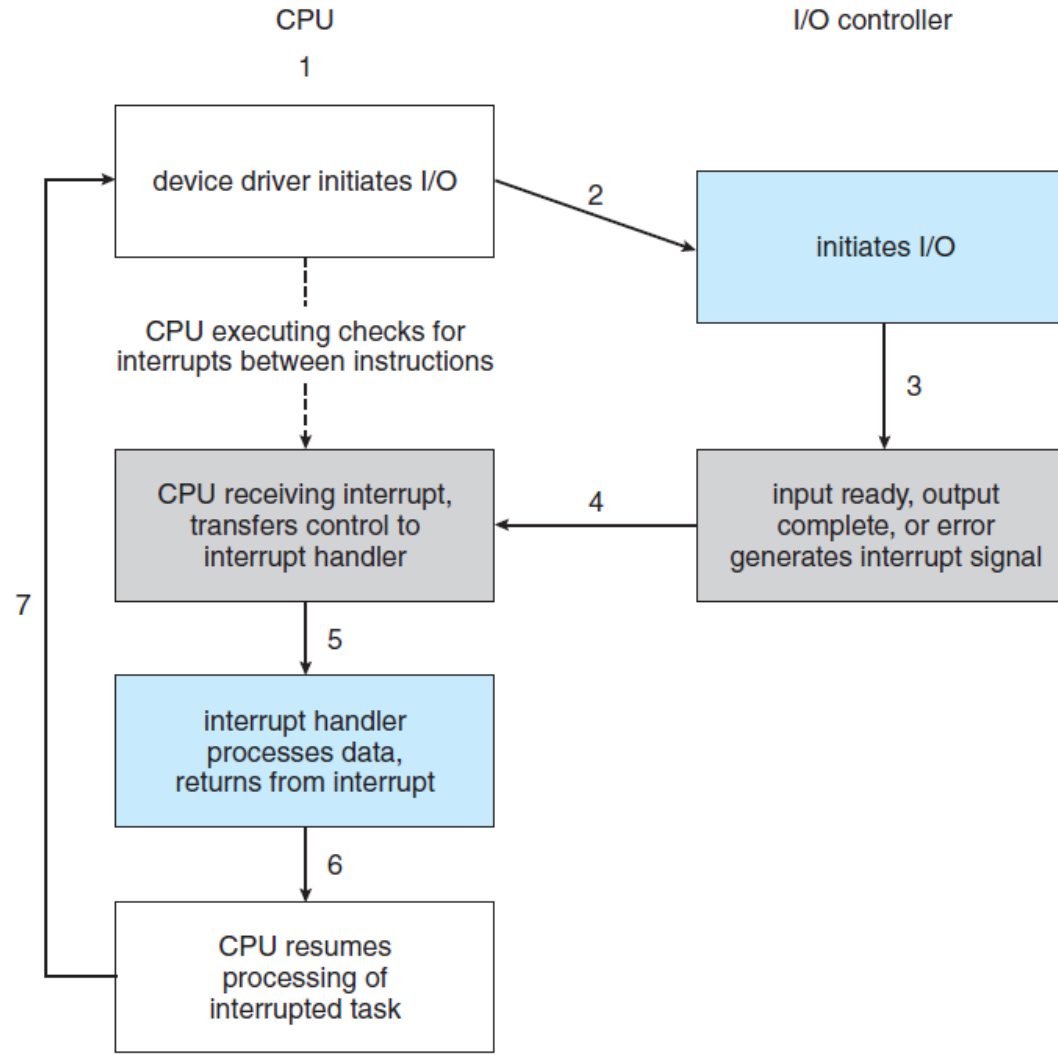 CPU
I/O controller
1
device driver initiates I/O
2
initiates I/O
CPU executing checks for
interrupts between instructions
3
CPU receiving interrupt,
transfers control to
interrupt handler
4
input ready, output
complete, or error
generates interrupt signal
7
5
interrupt handler
processes data,
returns from interrupt
6
CPU resumes
processing of
interrupted task